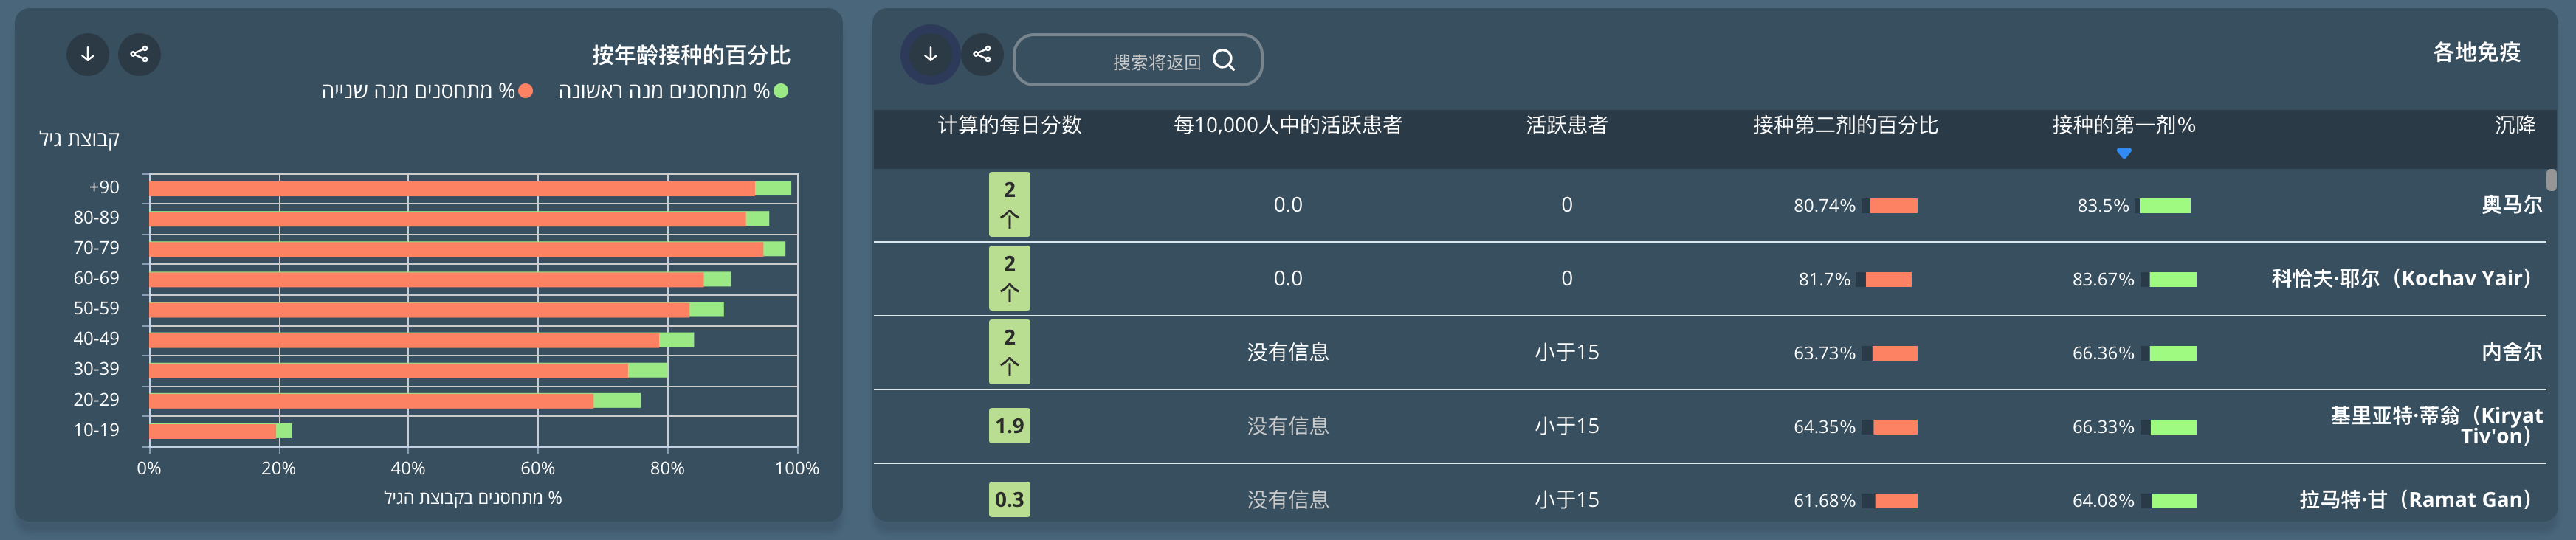 按年龄接种的百分比
% מתחסנים מנה ראשונה
% מתחסנים מנה שנייה
קבוצת גיל
+90
80-89
70-79
60-69
50-59
40-49
30-39
20-29
10-19
0% 20% 40% 60% 80% 100%
% מתחסנים בקבוצת הגיל
搜索将返回
各地免疫
计算的每日分数 每10,000人中的活跃患者 活跃患者 接种第二剂的百分比 接种的第一剂% 沉降
2 0.0 0 80.74% 83.5% 奥马尔
个
2 0.0 0 81.7% 83.67% 科恰夫·耶尔（Kochav Yair）
个
2 没有信息 小于15 63.73% 66.36% 内舍尔
个
1.9 没有信息 小于15 64.35% 66.33% 基里亚特·蒂翁（Kiryat
Tiv'on）
0.3 没有信息 小于15 61.68% 64.08% 拉马特·甘（Ramat Gan）